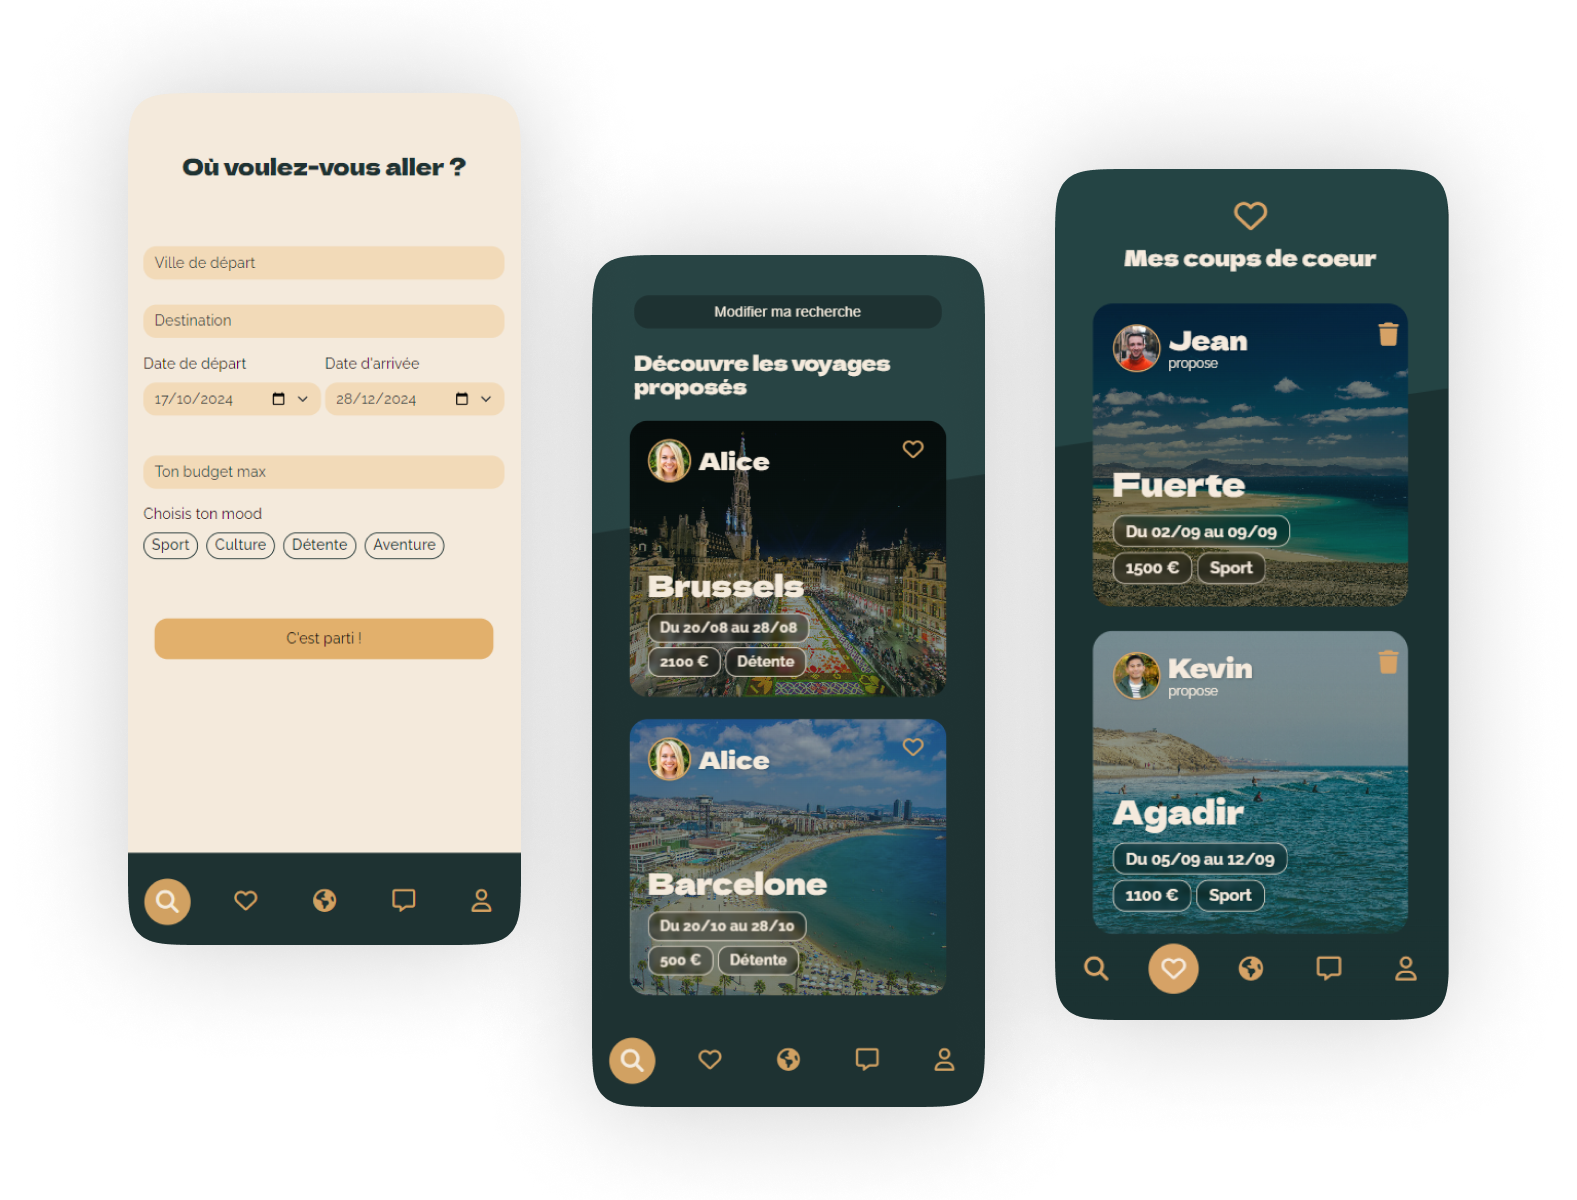 Où voulez-vous aller ?
Ville de départ
Destination
Date de départ
Date d'arrivée
17/10/2024
28/12/2024
Ton budget max
Choisis ton mood
Sport
Culture
Détente
Aventure
C'est parti !
Modifier ma recherche
Découvre les voyages
proposés
Alice
Brussels
Du 20/08 au 28/08
2100 €
Détente
Alice
Barcelone
Du 20/10 au 28/10
500 €
Détente
Mes coups de coeur
Jean
propose
Fuerte
Du 02/09 au 09/09
1500 €
Sport
Kevin
propose
Agadir
Du 05/09 au 12/09
1100 €
Sport